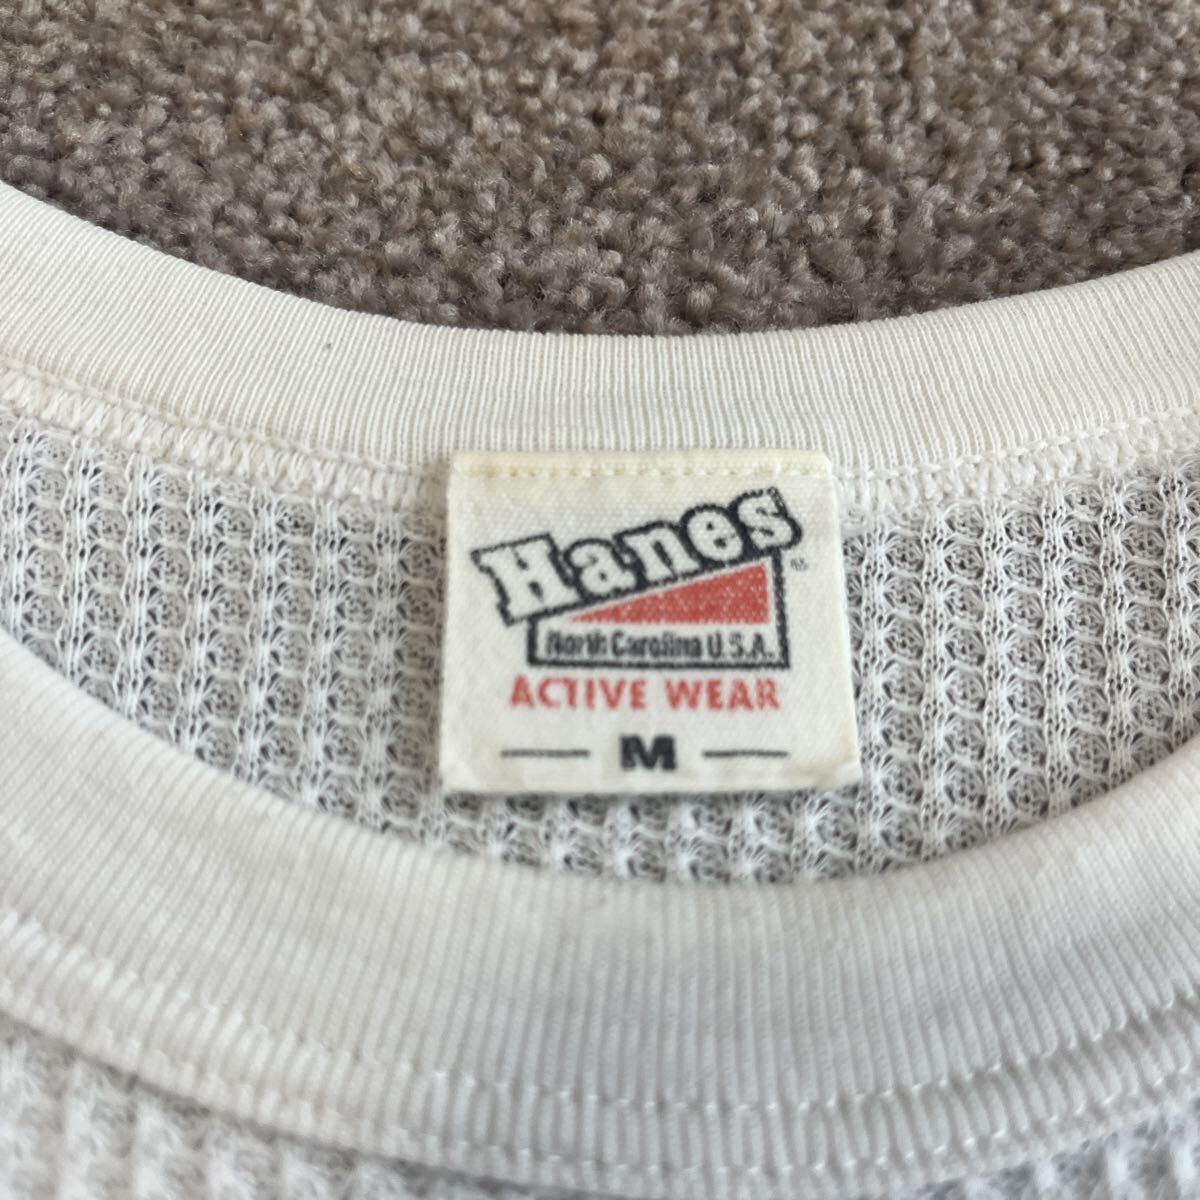 Hanes
North Carolina U.S.A.
ACTIVE WEAR
M